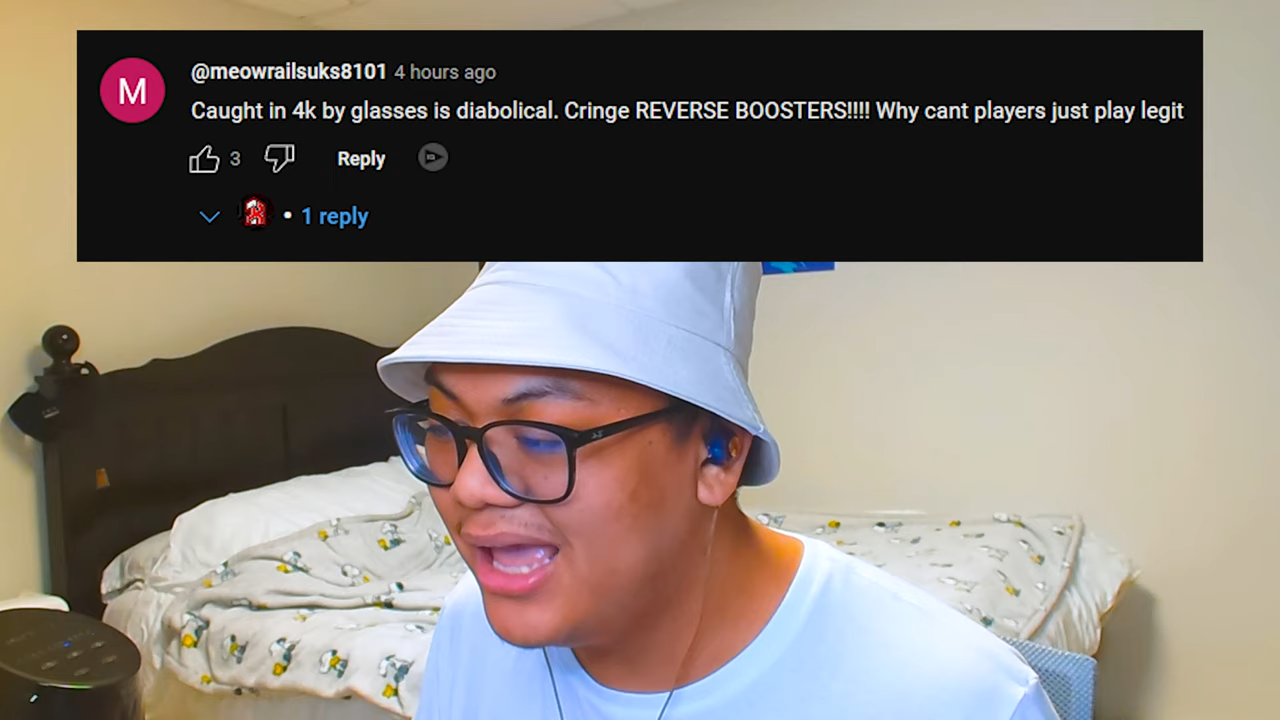 M
@meowrailsuks8101 4 hours ago
Caught in 4k by glasses is diabolical. Cringe REVERSE BOOSTERS!!!! Why cant players just play legit
3 Reply
• 1 reply